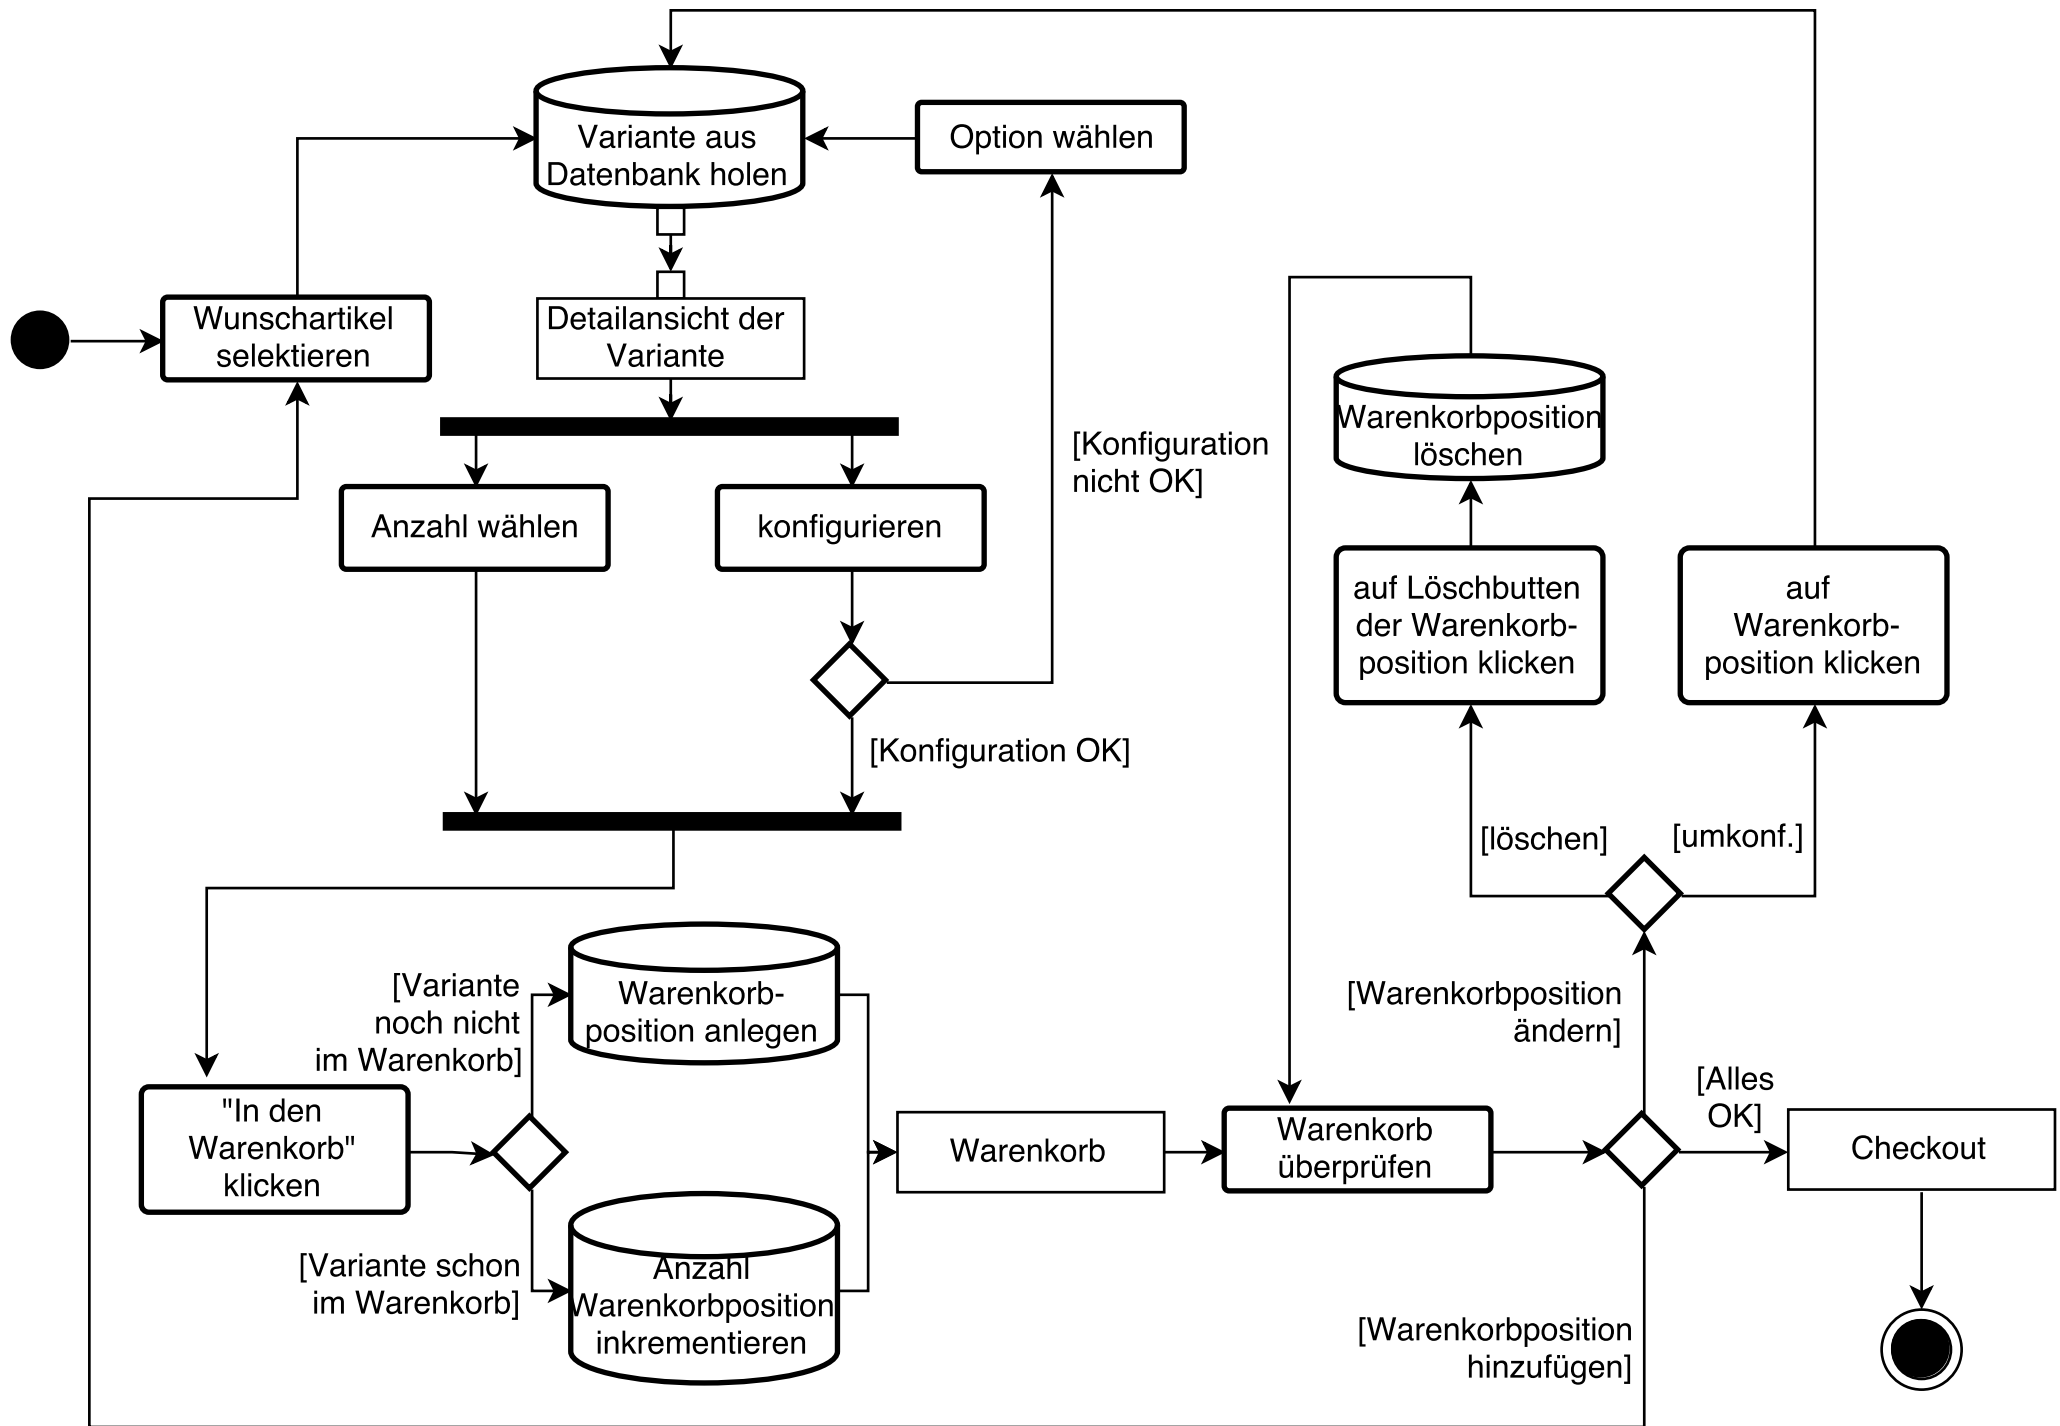 Variante aus
Datenbank holen
Option wählen
Wunschartikel
selektieren
Detailansicht der
Variante
[Konfiguration
nicht OK]
Warenkorbposition
löschen
Anzahl wählen
konfigurieren
auf Löschbutten
der Warenkorb-
position klicken
auf
Warenkorb-
position klicken
[Konfiguration OK]
[löschen]
[umkonf.]
[Variante
noch nicht
im Warenkorb]
Warenkorb-
position anlegen
[Warenkorbposition
ändern]
[Alles
OK]
"In den
Warenkorb"
klicken
Warenkorb
Warenkorb
überprüfen
Checkout
[Variante schon
im Warenkorb]
Anzahl
Warenkorbposition
inkrementieren
[Warenkorbposition
hinzufügen]